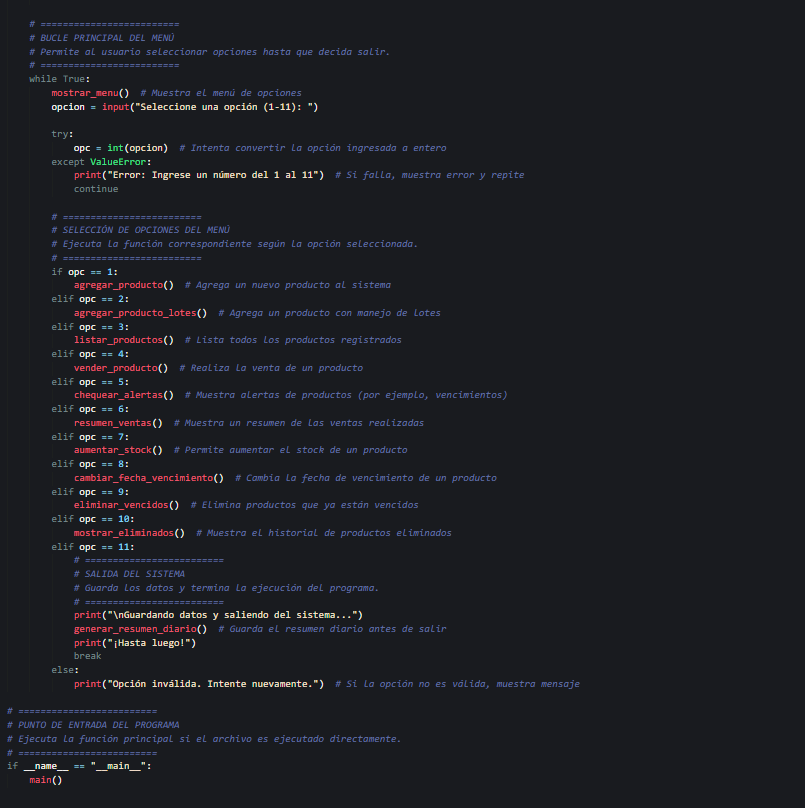 # =========================
# BUCLE PRINCIPAL DEL MENÚ
# Permite al usuario seleccionar opciones hasta que decida salir.
# =========================
while True:
mostrar_menu()  # Muestra el menú de opciones
opcion = input("Seleccione una opción (1-11): ")
try:
opc = int(opcion)  # Intenta convertir la opción ingresada a entero
except ValueError:
print("Error: Ingrese un número del 1 al 11")  # Si falla, muestra error y repite
continue
# =========================
# SELECCIÓN DE OPCIONES DEL MENÚ
# Ejecuta la función correspondiente según la opción seleccionada.
# =========================
if opc == 1:
agregar_producto()  # Agrega un nuevo producto al sistema
elif opc == 2:
agregar_producto_lotes()  # Agrega un producto con manejo de lotes
elif opc == 3:
listar_productos()  # Lista todos los productos registrados
elif opc == 4:
vender_producto()  # Realiza la venta de un producto
elif opc == 5:
chequear_alertas()  # Muestra alertas de productos (por ejemplo, vencimientos)
elif opc == 6:
resumen_ventas()  # Muestra un resumen de las ventas realizadas
elif opc == 7:
aumentar_stock()  # Permite aumentar el stock de un producto
elif opc == 8:
cambiar_fecha_vencimiento()  # Cambia la fecha de vencimiento de un producto
elif opc == 9:
eliminar_vencidos()  # Elimina productos que ya están vencidos
elif opc == 10:
mostrar_eliminados()  # Muestra el historial de productos eliminados
elif opc == 11:
# =========================
# SALIDA DEL SISTEMA
# Guarda los datos y termina la ejecución del programa.
# =========================
print("\nGuardando datos y saliendo del sistema...")
generar_resumen_diario()  # Guarda el resumen diario antes de salir
print("¡Hasta luego!")
break
else:
print("Opción inválida. Intente nuevamente.")  # Si la opción no es válida, muestra mensaje
# =========================
# PUNTO DE ENTRADA DEL PROGRAMA
# Ejecuta la función principal si el archivo es ejecutado directamente.
# =========================
if __name__ == "__main__":
main()